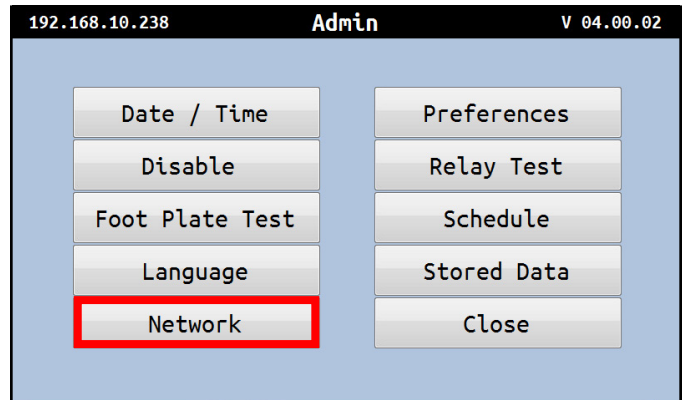 192.168.10.238 Admin V 04.00.02
Date / Time Preferences
Disable Relay Test
Foot Plate Test Schedule
Language Stored Data
Network Close